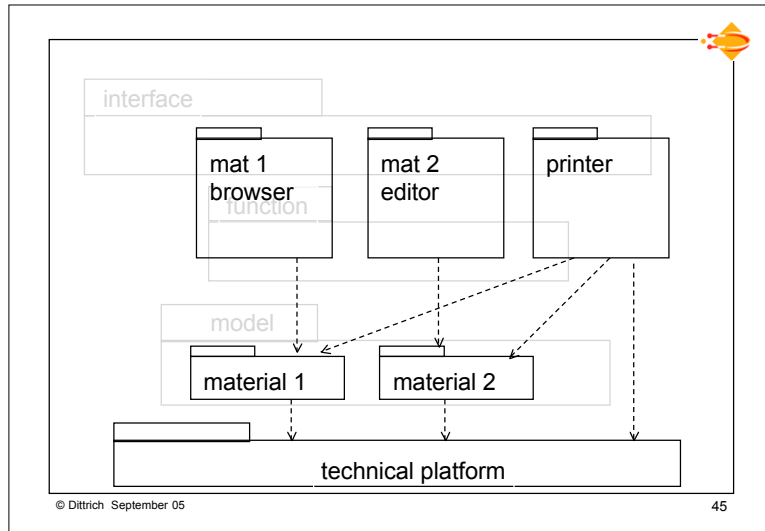 interface
mat 1
browser
mat 2
editor
printer
function
model
material 1
material 2
technical platform
© Dittrich September 05
45